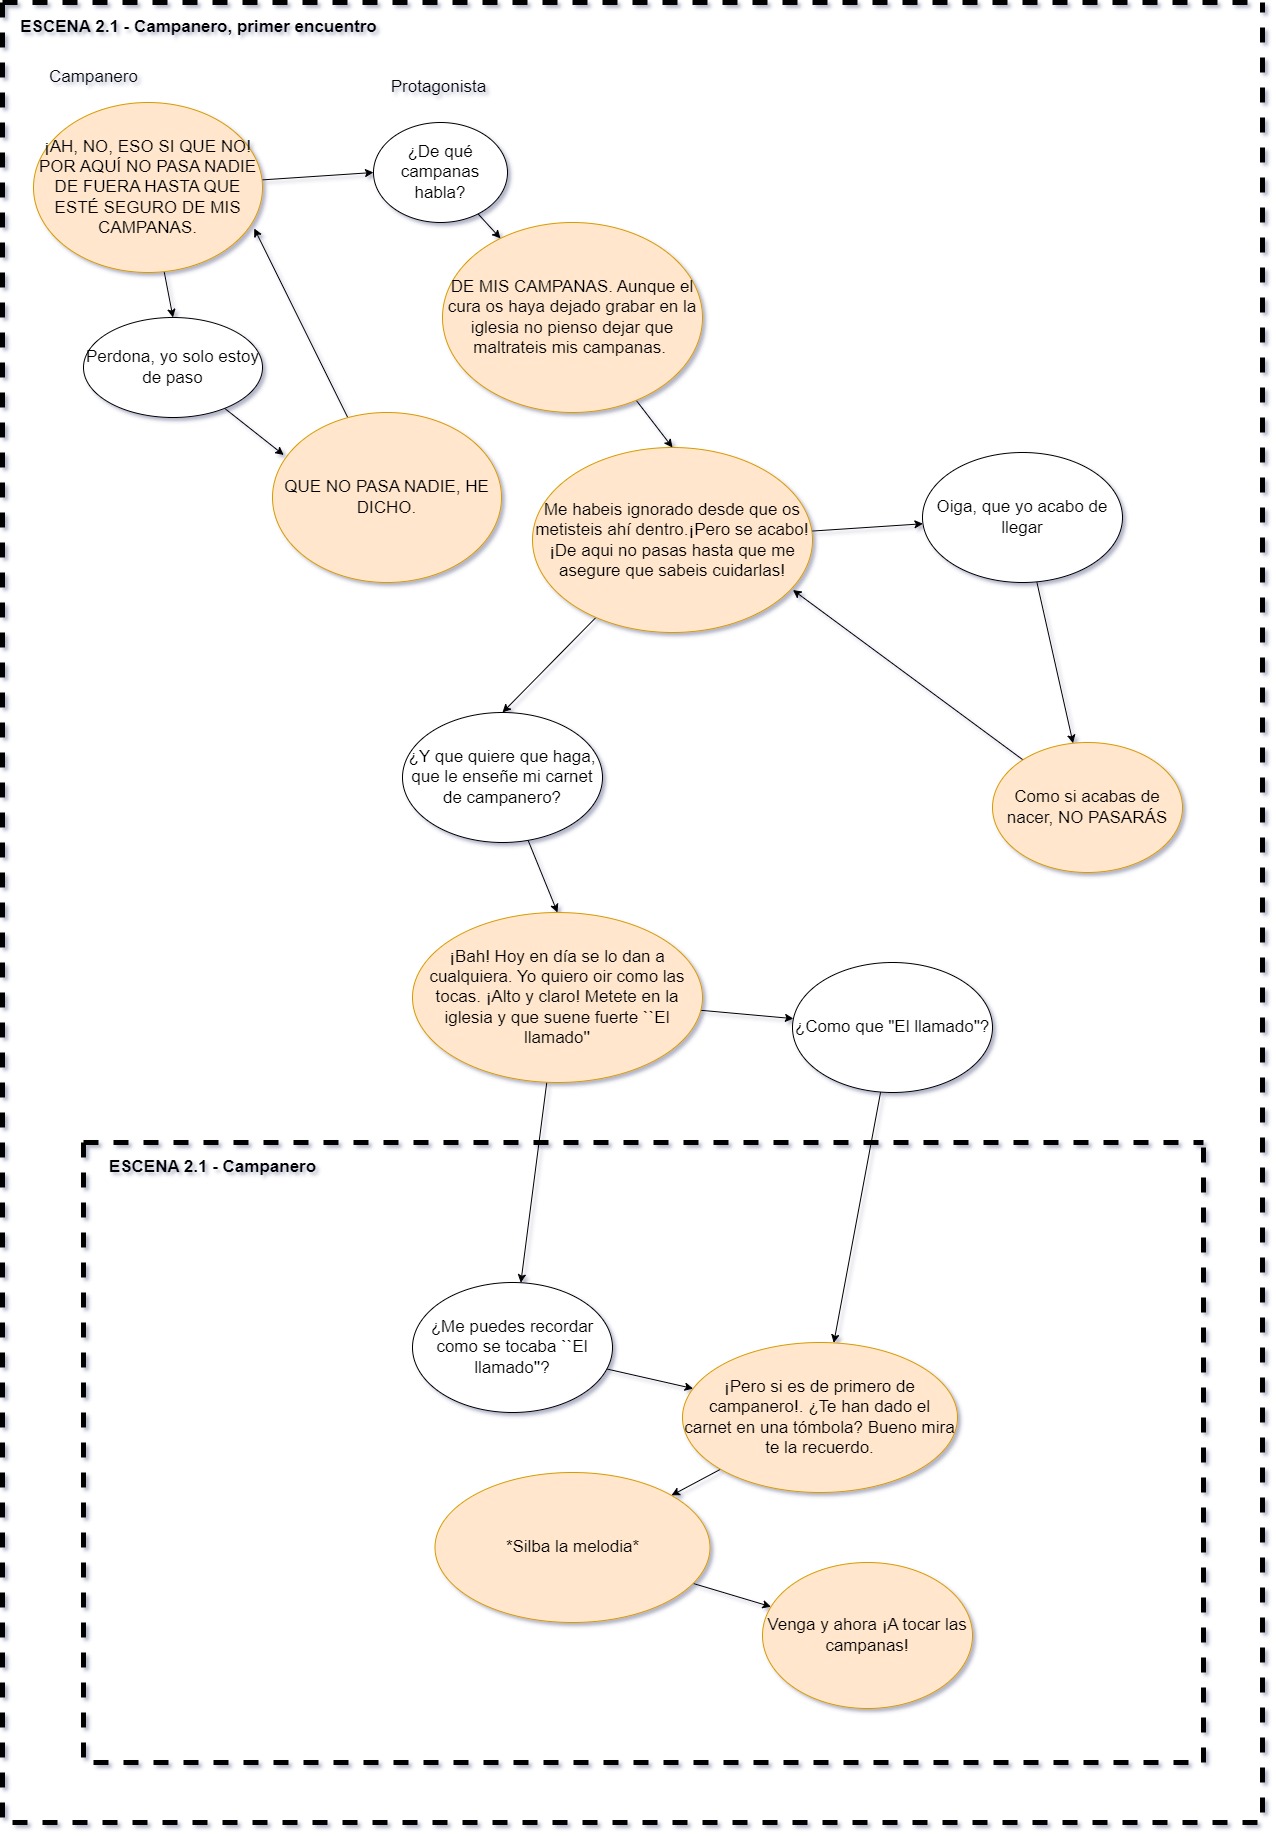 ESCENA 2.1 - Campanero, primer encuentro
Campanero
Protagonista
¡AH, NO, ESO SI QUE NO!
POR AQUÍ NO PASA NADIE
DE FUERA HASTA QUE
ESTÉ SEGURO DE MIS
CAMPANAS.
¿De qué
campanas
habla?
DE MIS CAMPANAS. Aunque el
cura os haya dejado grabar en la
iglesia no pienso dejar que
maltrateis mis campanas.
Perdona, yo solo estoy
de paso
QUE NO PASA NADIE, HE
DICHO.
Me habeis ignorado desde que os
metisteis ahí dentro.¡Pero se acabo!
¡De aqui no pasas hasta que me
asegure que sabeis cuidarlas!
Oiga, que yo acabo de
llegar
Como si acabas de
nacer, NO PASARÁS
¿Y que quiere que haga,
que le enseñe mi carnet
de campanero?
¡Bah! Hoy en día se lo dan a
cualquiera. Yo quiero oir como las
tocas. ¡Alto y claro! Metete en la
iglesia y que suene fuerte ``El
llamado"
¿Como que "El llamado"?
ESCENA 2.1 - Campanero
¿Me puedes recordar
como se tocaba ``El
llamado"?
¡Pero si es de primero de
campanero!. ¿Te han dado el
carnet en una tómbola? Bueno mira
te la recuerdo.
*Silba la melodia*
Venga y ahora ¡A tocar las
campanas!